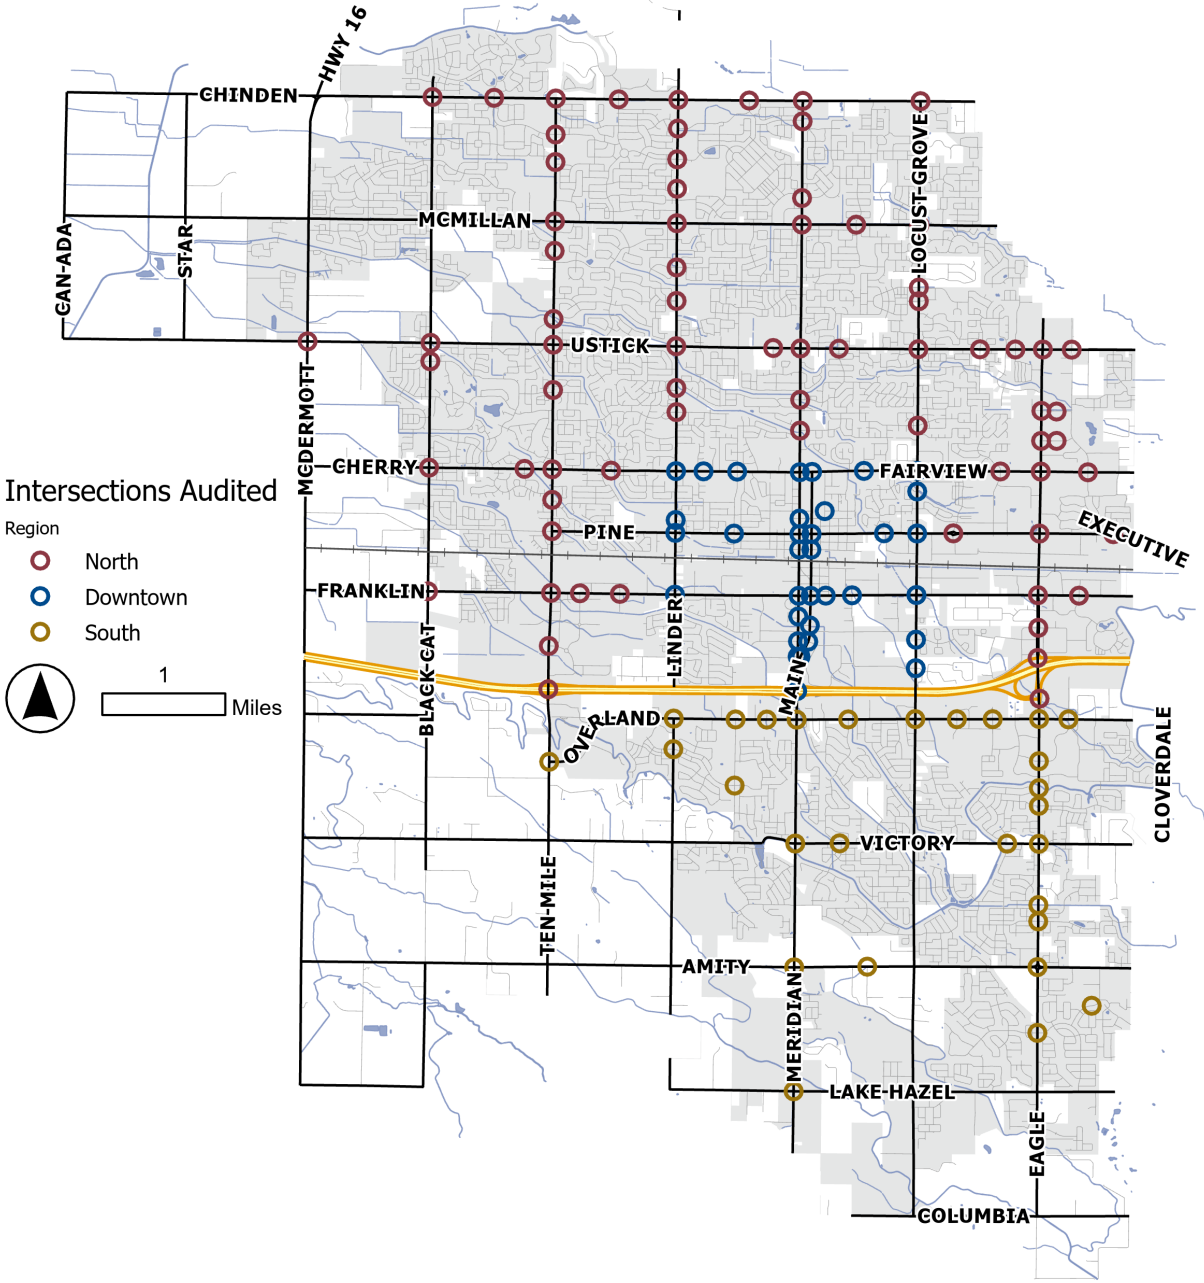 HWY 16
CHINDEN
LOCUST-GROVE
MCMILLAN
CAN-ADA
STAR
USTICK
MCDERMOTT
CHERRY
FAIRVIEW
Intersections Audited
Region
North
Downtown
South
1
Miles
PINE
EXECUTIVE
FRANKLIN
LINDER
BLACK-CAT
MAIN
OVERLAND
CLOVERDALE
VICTORY
TEN-MILE
AMITY
MERIDIAN
LAKE-HAZEL
EAGLE
COLUMBIA